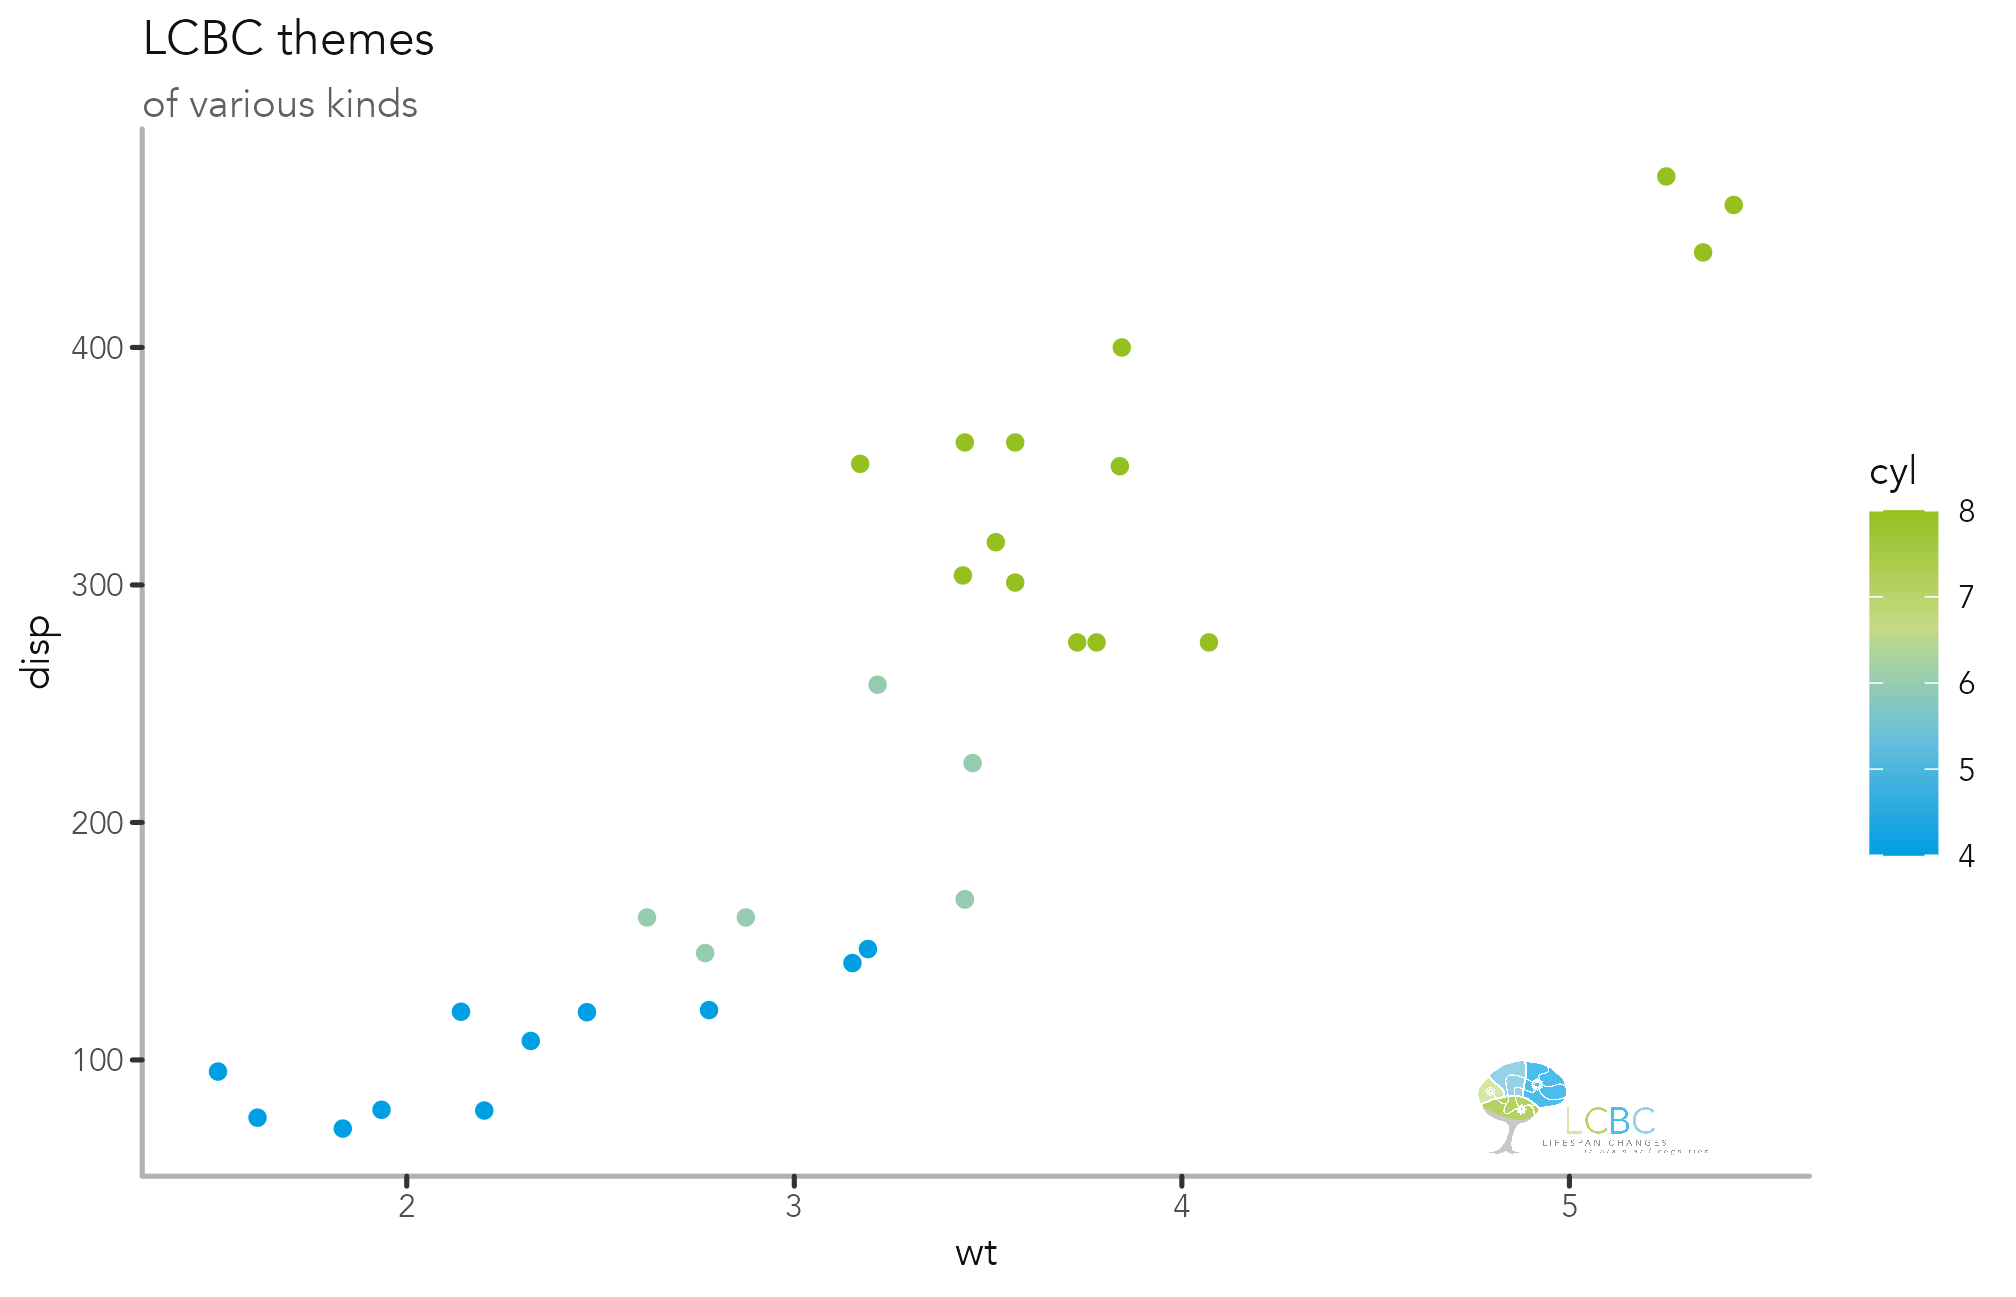 LCBC themes
of various kinds
disp
400
300
200
100
2
3
4
5
wt
cyl
8
7
6
5
4
LCBC
LIFESPAN CHANGES